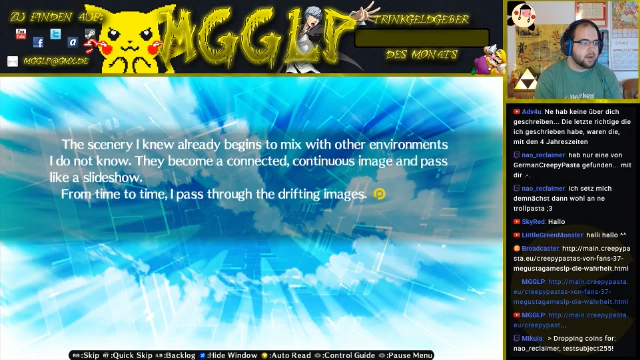 ZU FINDEN AUF:
MGGLP@GMX.DE
MGGLP
TRINKGELDGEBER
DES MONATS
The scenery I knew already begins to mix with other environments
I do not know. They become a connected, continuous image and pass
like a slideshow.
From time to time, I pass through the drifting images.
:Skip :Quick Skip :Backlog :Hide Window :Auto Read :Control Guide :Pause Menu
Adv4u: Ne hab keine über dich
geschrieben... Die letzte richtige die
ich geschrieben habe, waren die,
mit den 4 Jahreszeiten
nao_reclaimer: hab nur eine von
GermanCreepyPasta gefunden... mit
dir .-.
nao_reclaimer: ich setz mich
demnächst dann wohl an ne
trollpasta ;3
SkyRed: Hallo
LittleGreenMonster: halli hallo ^^
Broadcaster: http://main.creepypa
sta.eu/creepypastas-von-fans-37-
megustagameslp-die-wahrheit.html
MGGLP: http://main.creepypasta.
eu/creepypastas-von-fans-37-
megustagameslp-die-wahrheit.html
MGGLP: http://main.creepypasta.
eu/creepypast...
Mikuia: > Dropping coins for:
nao_reclaimer, testsubject255!